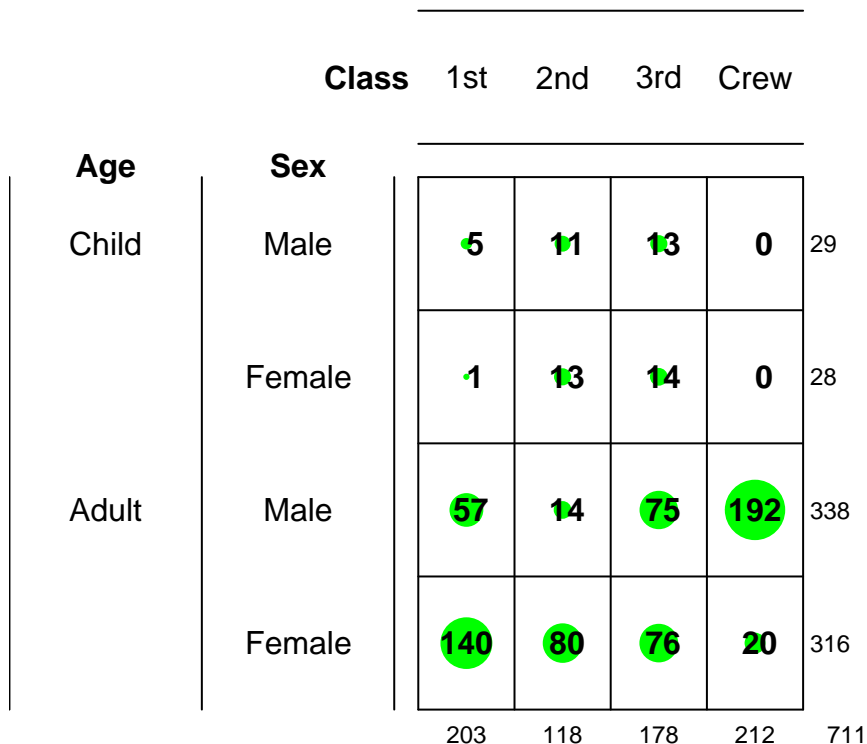 Class 1st 2nd 3rd Crew
Age Sex
Child Male 5 11 13 0 29
Female 1 13 14 0 28
Adult Male 57 14 75 192 338
Female 140 80 76 20 316
203 118 178 212 711